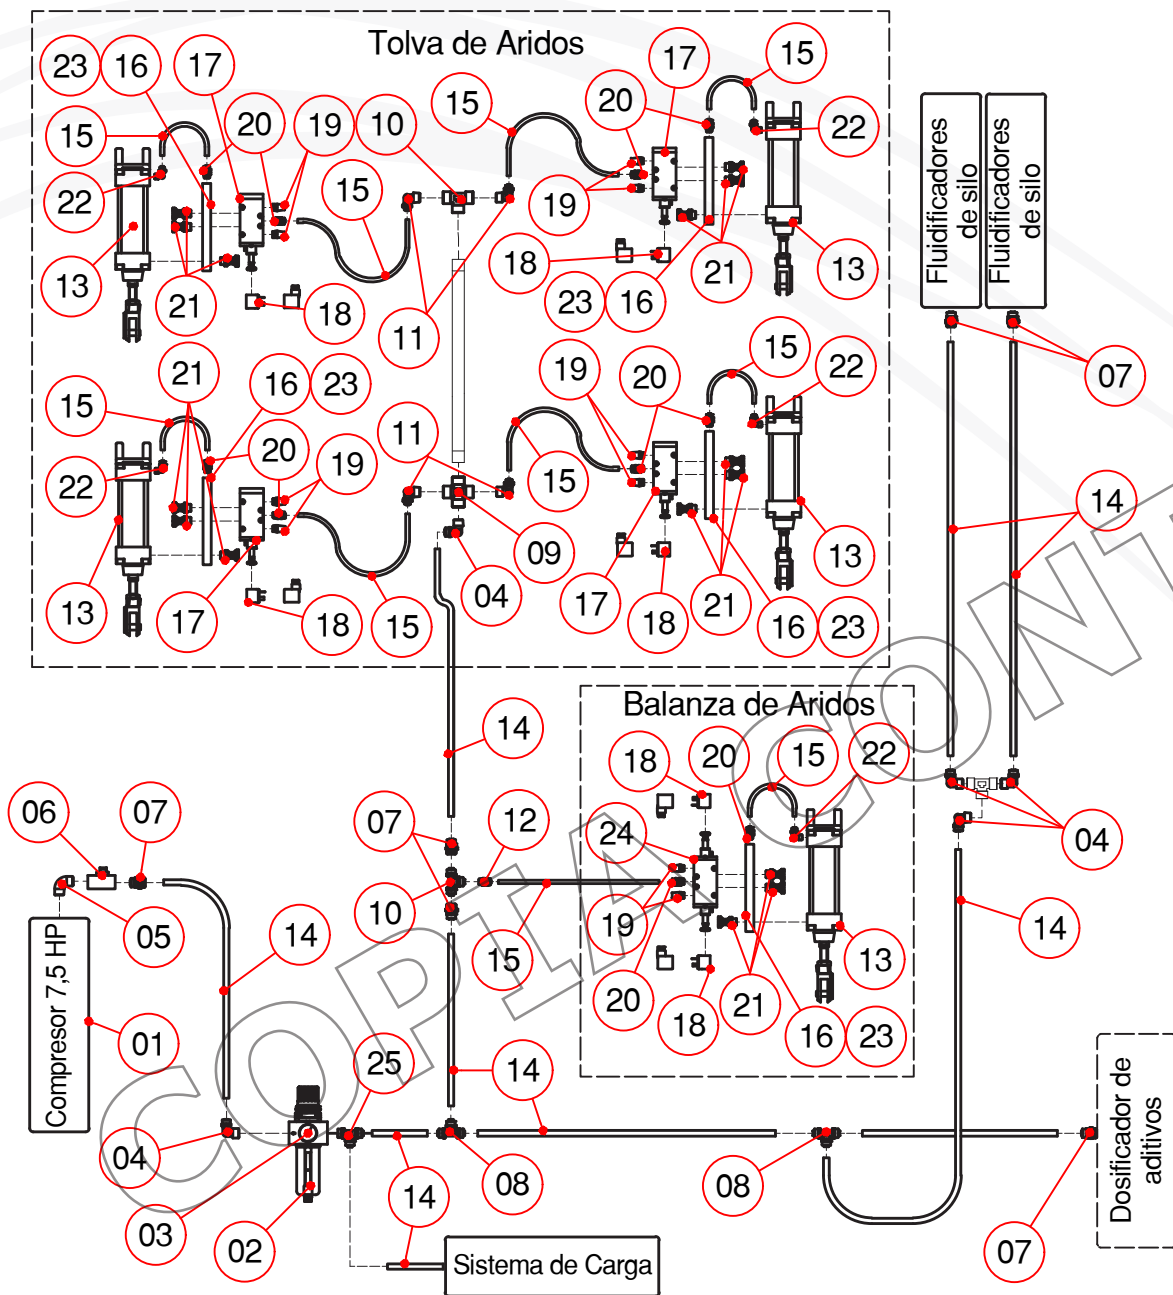 Tolva de Aridos
23 16 17 15 20 19 10 15 20 17 15 22
15 22 13 21 18 15 11 19 18 23 16 21 13
Fluidificadores
de silo
Fluidificadores
de silo
07
21 16 23 15 20 19 22 11 19 20 15 22
15 09 04 13 17 18 15 17 18 21 13 16 23
14
14
Balanza de Aridos
18 20 15 22
24
19
20
18 21 13
16 23
04
14
06 07
05
07 12
10
15
14
Compresor 7,5 HP
01
25
14
04
03
02
14
08
08
07
Sistema de Carga
Dosificador de
aditivos
COPIA CONT